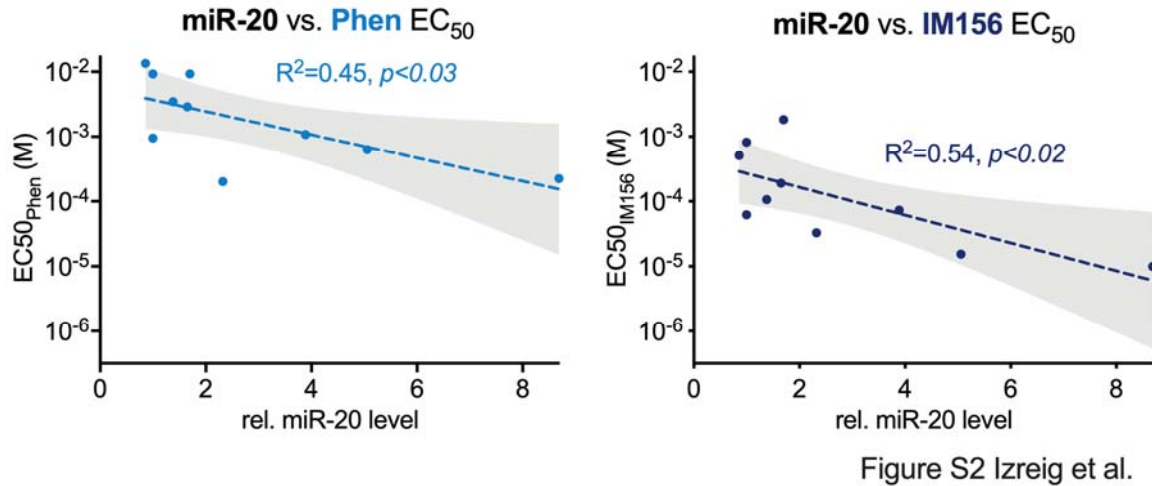 miR-20 vs. Phen EC50
R2=0.45, p<0.03
EC50Phen (M)
10-2
10-3
10-4
10-5
10-6
0 2 4 6 8
rel. miR-20 level
miR-20 vs. IM156 EC50
R2=0.54, p<0.02
EC50IM156 (M)
10-2
10-3
10-4
10-5
10-6
0 2 4 6 8
rel. miR-20 level
Figure S2 Izreig et al.